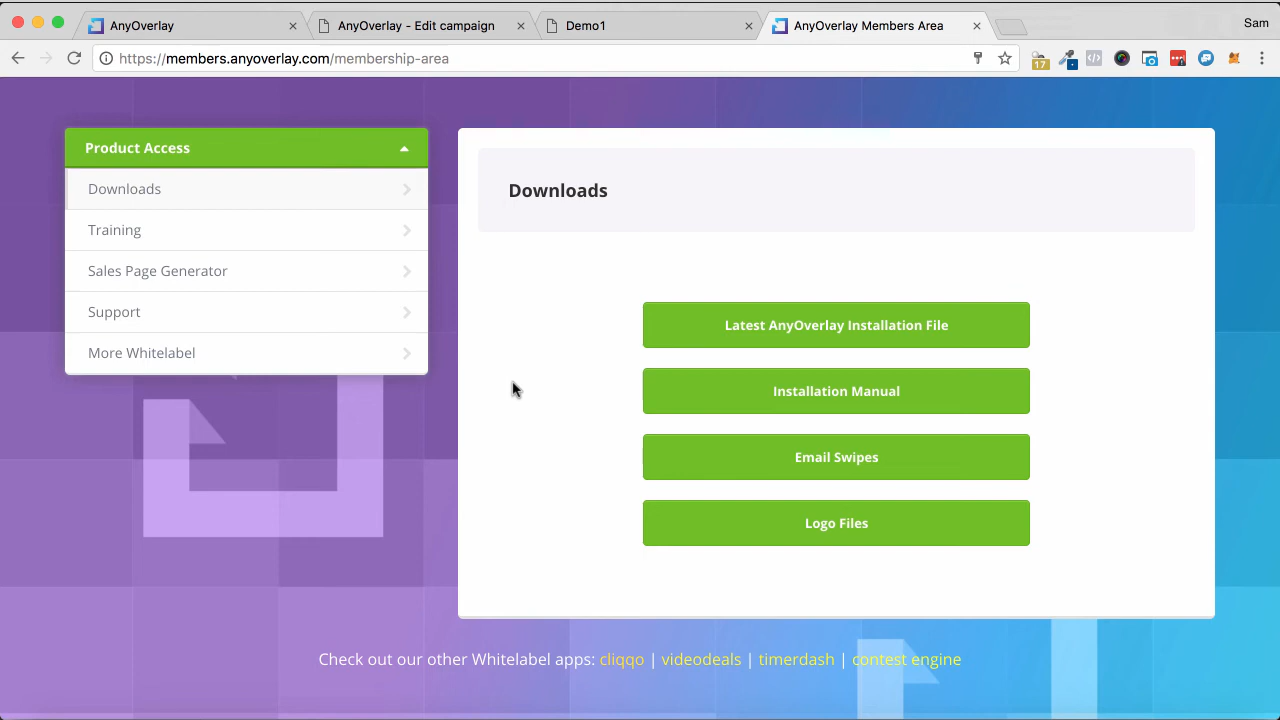 AnyOverlay
AnyOverlay - Edit campaign
Demo1
AnyOverlay Members Area
Sam
https://members.anyoverlay.com/membership-area
17
Product Access
Downloads
Training
Sales Page Generator
Support
More Whitelabel
Downloads
Latest AnyOverlay Installation File
Installation Manual
Email Swipes
Logo Files
Check out our other Whitelabel apps: cliqqo | videodeals | timerdash | contest engine